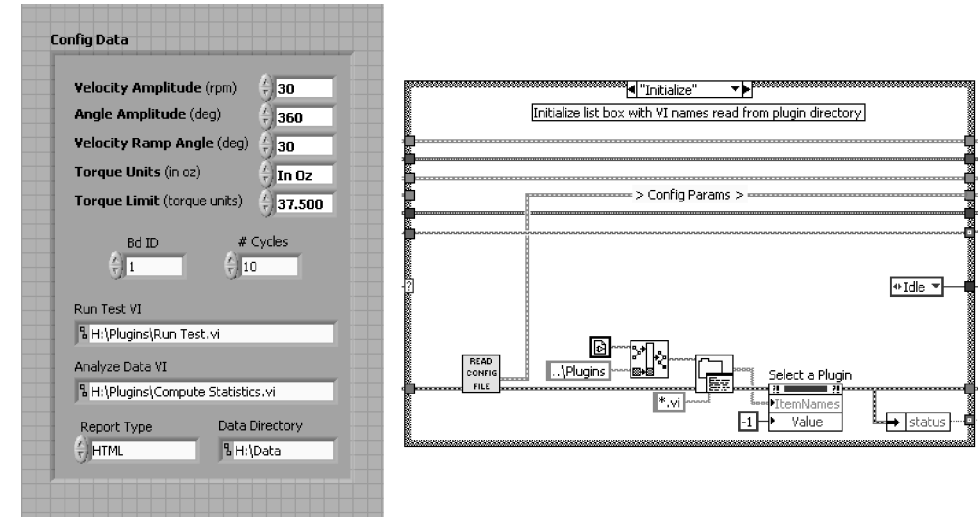 Config Data
Velocity Amplitude (rpm) 30
Angle Amplitude (deg) 360
Velocity Ramp Angle (deg) 30
Torque Units (in oz) In Oz
Torque Limit (torque units) 37.500
Bd ID # Cycles
1 10
Run Test VI
H:\Plugins\Run Test.vi
Analyze Data VI
H:\Plugins\Compute Statistics.vi
Report Type Data Directory
HTML H:\Data
"Initialize"
Initialize list box with VI names read from plugin directory
> Config Params >
?
Idle
READ
CONFIG
FILE
..\Plugins
*.vi
Select a Plugin
?! ?!
ItemNames
-1 Value
status